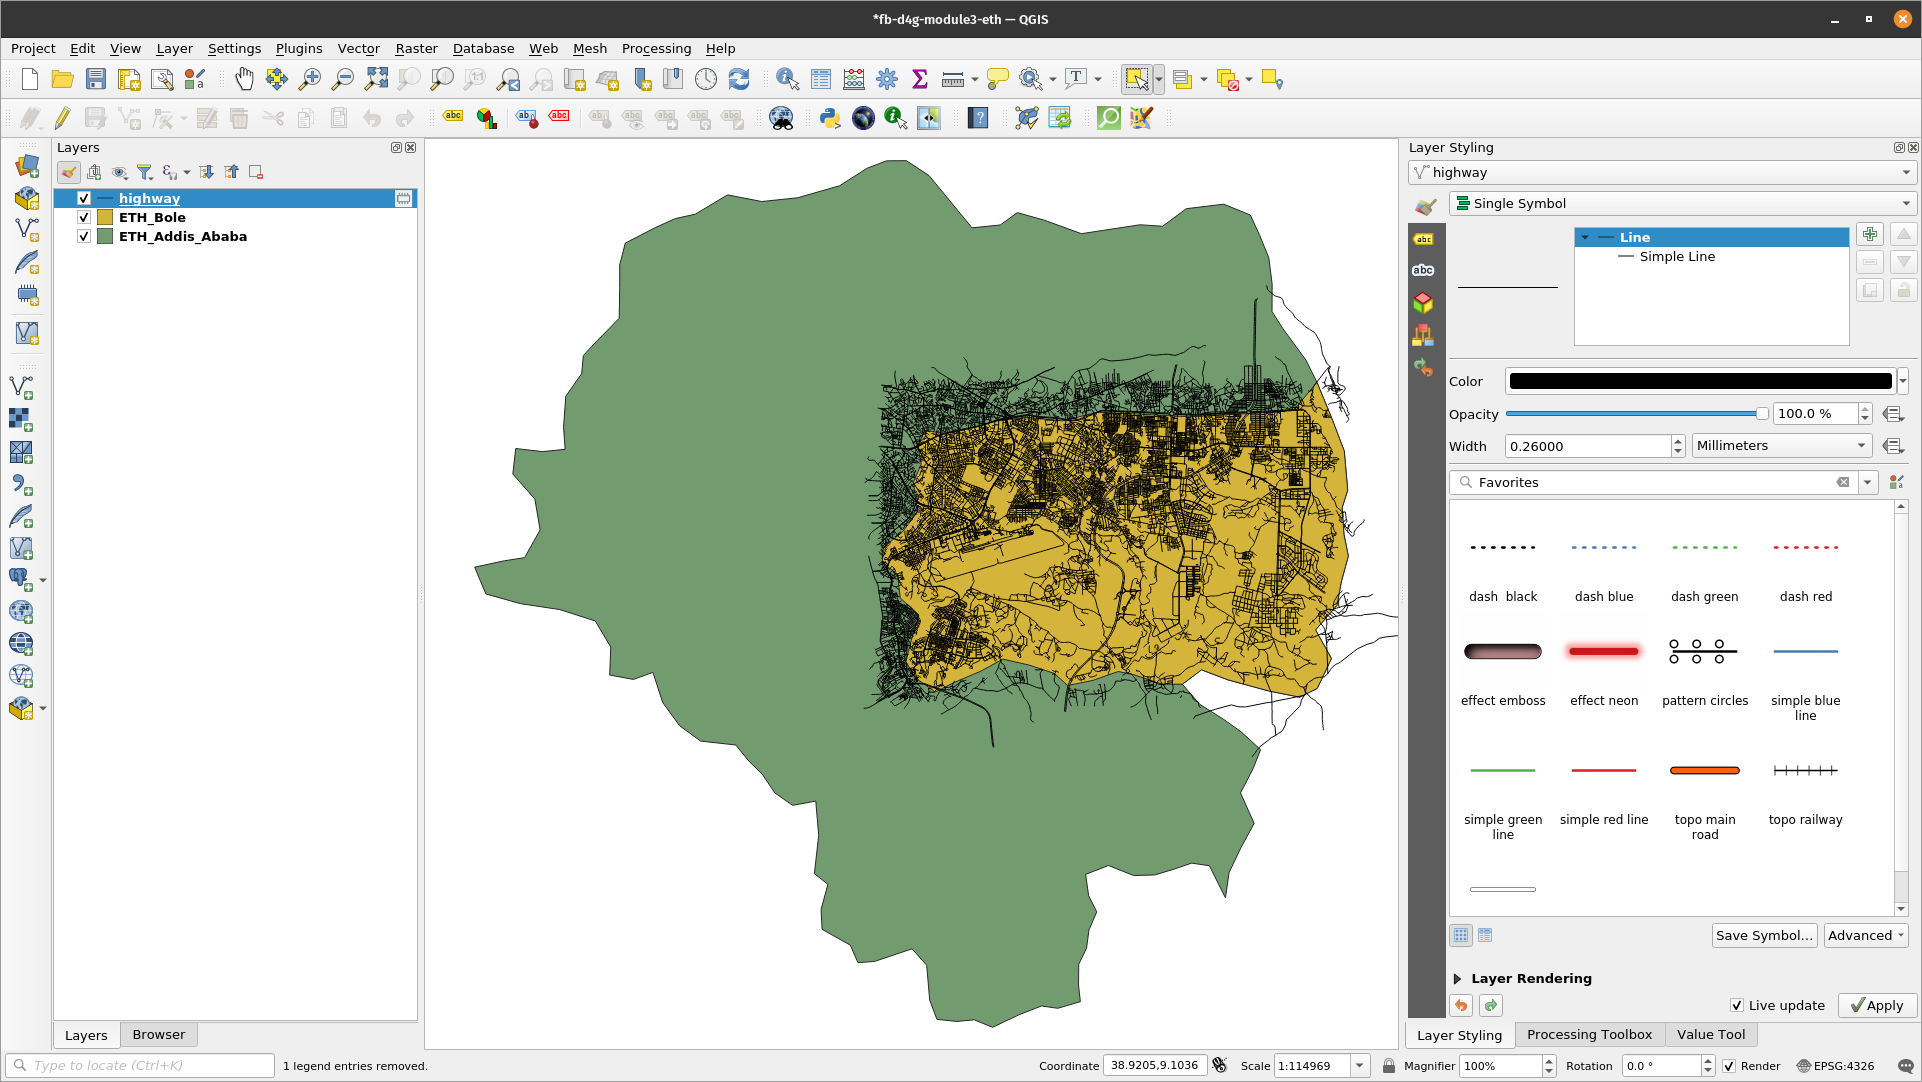 *fb-d4g-module3-eth — QGIS
Project Edit View Layer Settings Plugins Vector Raster Database Web Mesh Processing Help
Layers
highway
ETH_Bole
ETH_Addis_Ababa
Layers Browser
Layer Styling
highway
Single Symbol
Line
Simple Line
Color
Opacity 100.0 %
Width 0.26000 Millimeters
Favorites
dash  black dash blue dash green dash red
effect emboss effect neon pattern circles simple blue line
simple green line simple red line topo main road topo railway
Save Symbol... Advanced
Layer Rendering
Live update Apply
Layer Styling Processing Toolbox Value Tool
Type to locate (Ctrl+K) 1 legend entries removed. Coordinate 38.9205,9.1036 Scale 1:114969 Magnifier 100% Rotation 0.0 ° Render EPSG:4326